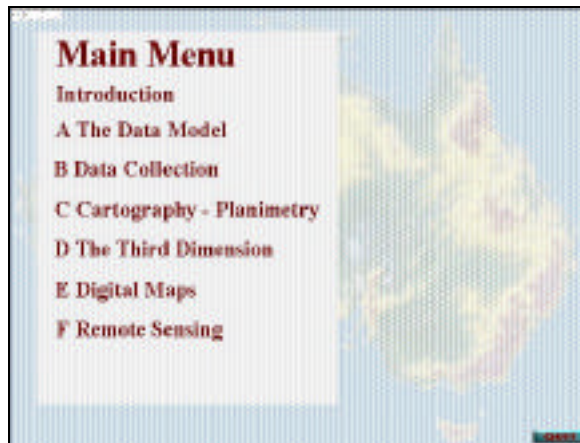 Main Menu
Introduction
A The Data Model
B Data Collection
C Cartography - Planimetry
D The Third Dimension
E Digital Maps
F Remote Sensing